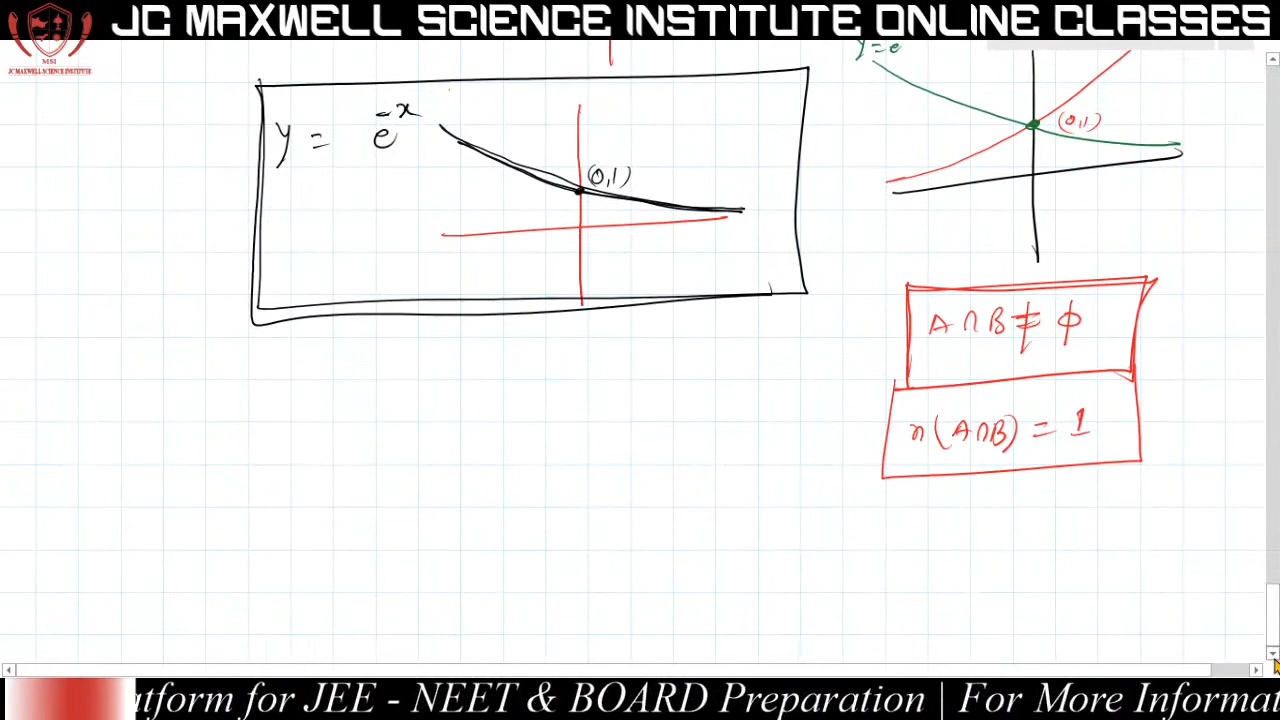 JC MAXWELL SCIENCE INSTITUTE ONLINE CLASSES
MSI
JC MAXWELL SCIENCE INSTITUTE
y = e
y = e^-x
(0,1)
(0,1)
A∩B ≠ ϕ
n(A∩B) = 1
atform for JEE - NEET & BOARD Preparation | For More Informat